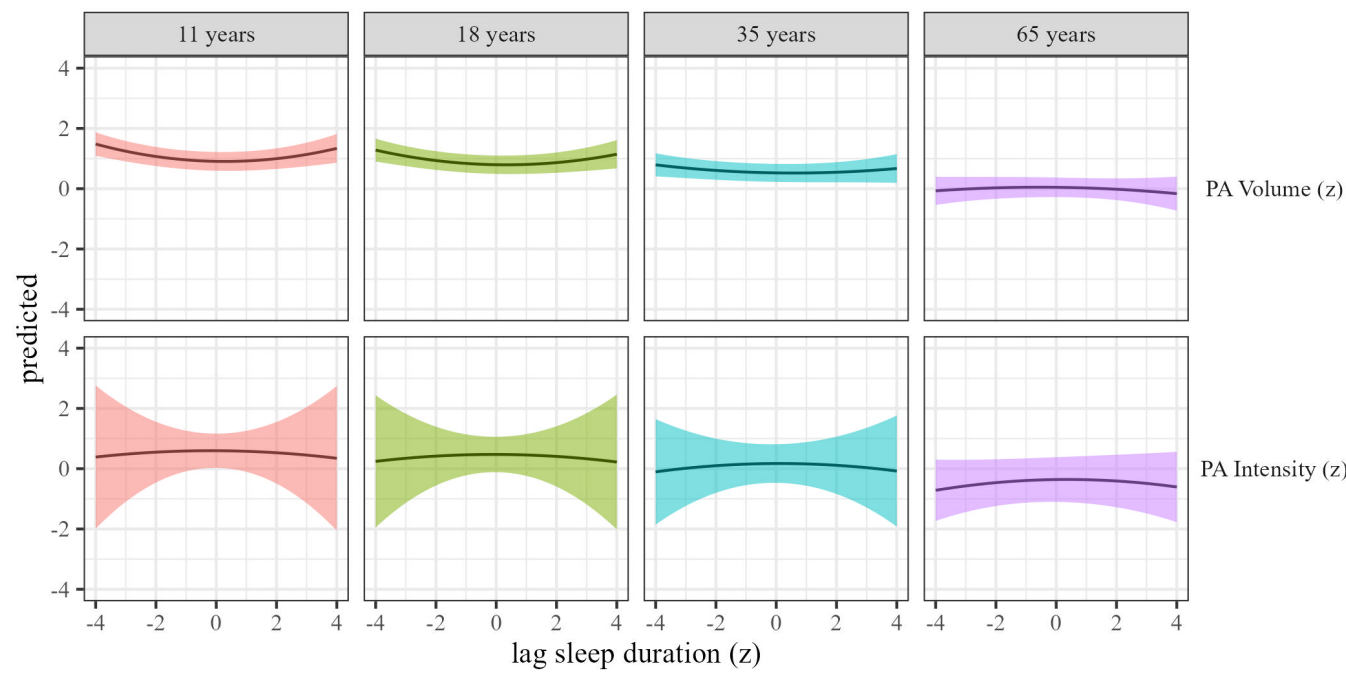 11 years 18 years 35 years 65 years
4
2
0
-2
-4
PA Volume (z)
predicted
4
2
0
-2
-4
PA Intensity (z)
-4 -2 0 2 4 -4 -2 0 2 4 -4 -2 0 2 4 -4 -2 0 2 4
lag sleep duration (z)